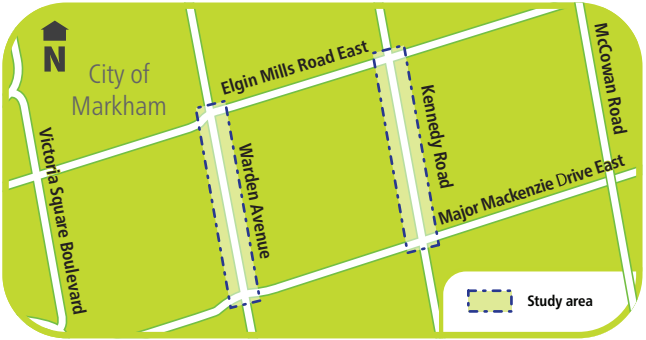 N
City of
Markham
Elgin Mills Road East
McCowan Road
Kennedy Road
Victoria Square Boulevard
Warden Avenue
Major Mackenzie Drive East
Study area